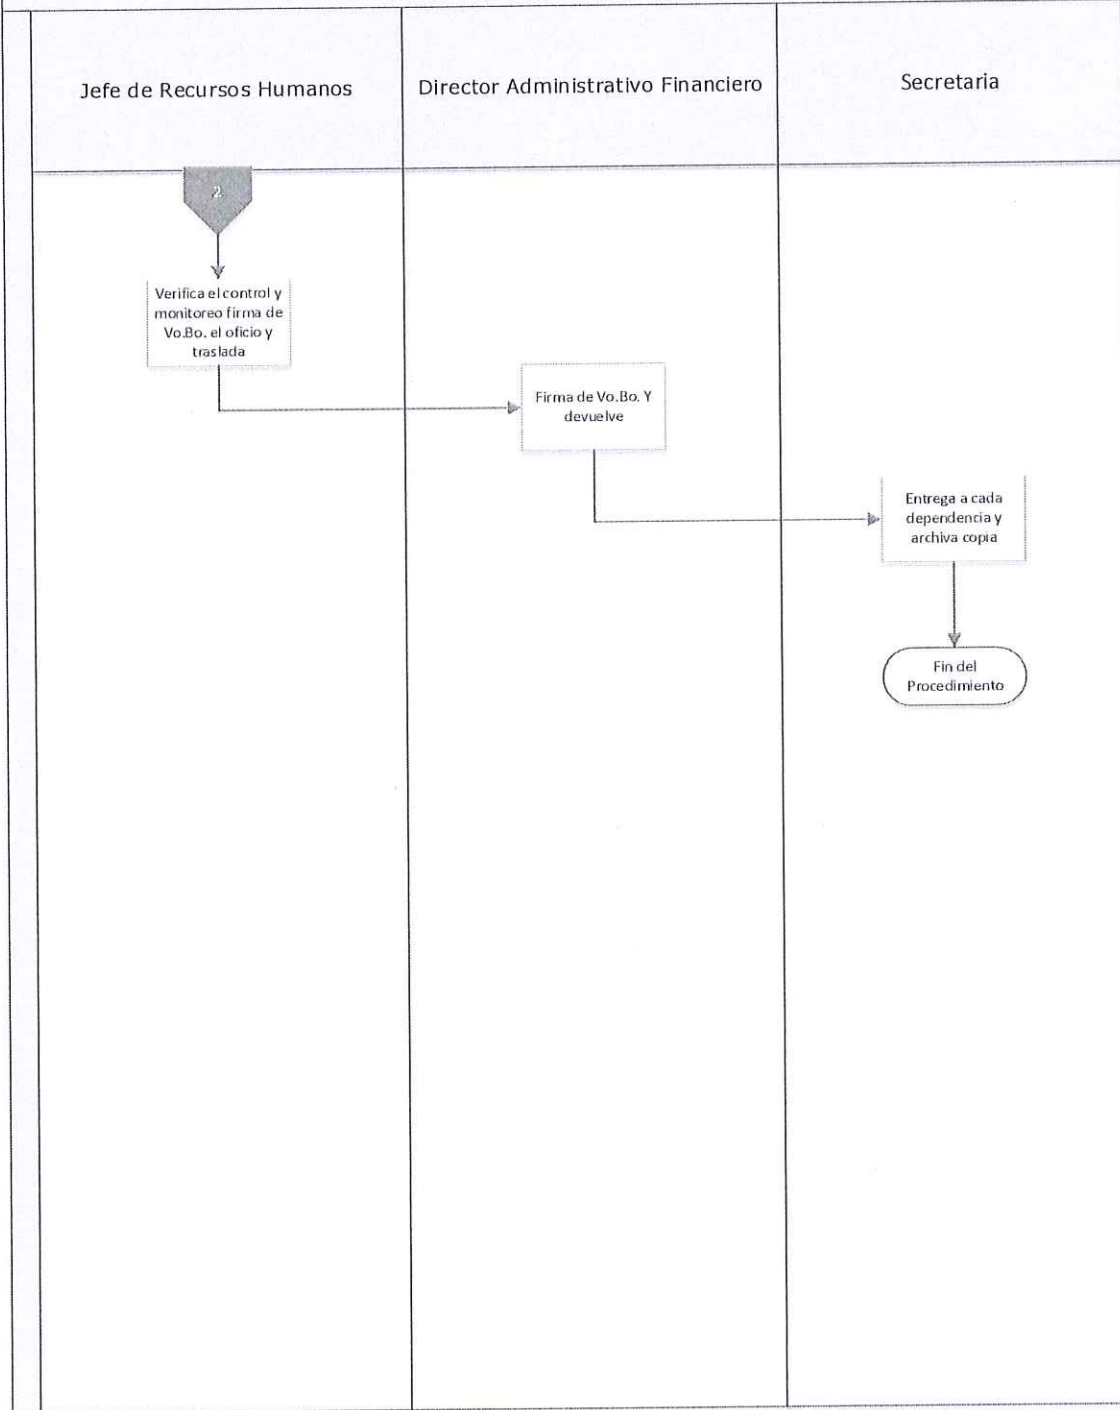 Jefe de Recursos Humanos
Director Administrativo Financiero
Secretaria
2
Verifica el control y
monitoreo firma de
Vo.Bo. el oficio y
traslada
Firma de Vo.Bo. Y
devuelve
Entrega a cada
dependencia y
archiva copia
Fin del
Procedimiento